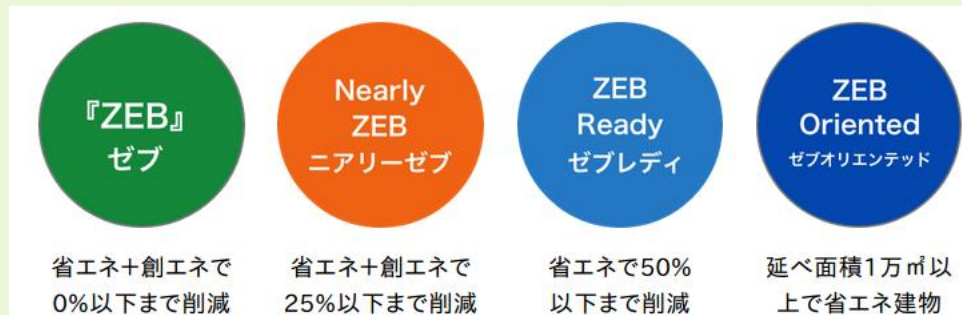 『ZEB』
ゼブ
省エネ+創エネで
0%以下まで削減
Nearly
ZEB
ニアリーゼブ
省エネ+創エネで
25%以下まで削減
ZEB
Ready
ゼブレディ
省エネで50%
以下まで削減
ZEB
Oriented
ゼブオリエンテッド
延べ面積1万㎡以
上で省エネ建物